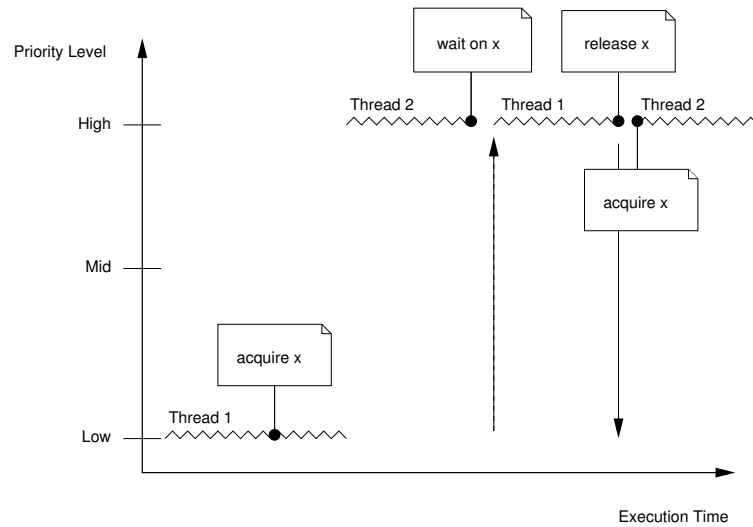 wait on x
release x
Priority Level
Thread 2
Thread 1
Thread 2
High
acquire x
Mid
acquire x
Thread 1
Low
Execution Time